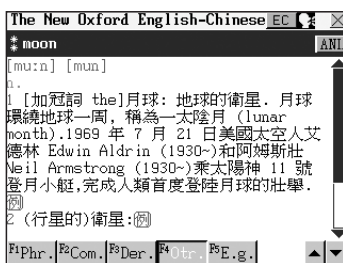 The New Oxford English-Chinese EC
moon ANI
[mu:n] [mun]
n.
1 [加冠詞 the]月球: 地球的衛星. 月球
環繞地球一周, 稱為一太陰月 (lunar
month).1969 年 7 月 21 日美國太空人艾
德林 Edwin Aldrin (1930~)和阿姆斯壯
Neil Armstrong (1930~)乘太陽神 11 號
登月小艇,完成人類首度登陸月球的壯舉.
例
2 (行星的)衛星:例
F1Phr. F2Com. F3Der. F4Otr. F5E.g.